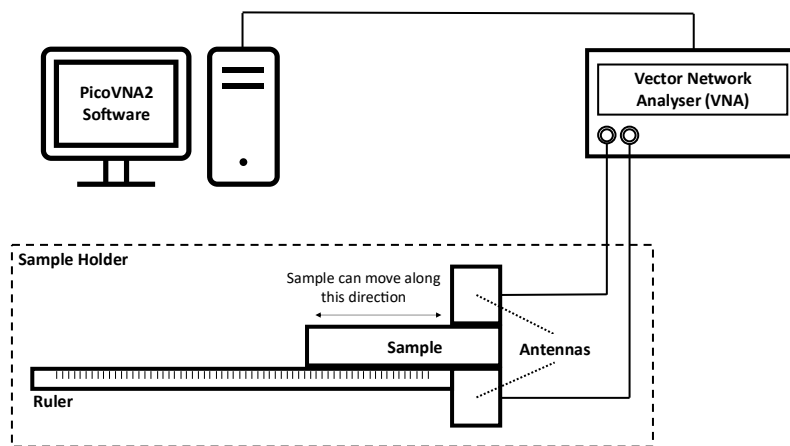 PicoVNA2
Software
Vector Network
Analyser (VNA)
Sample Holder
Sample can move along
this direction
Sample
Antennas
Ruler